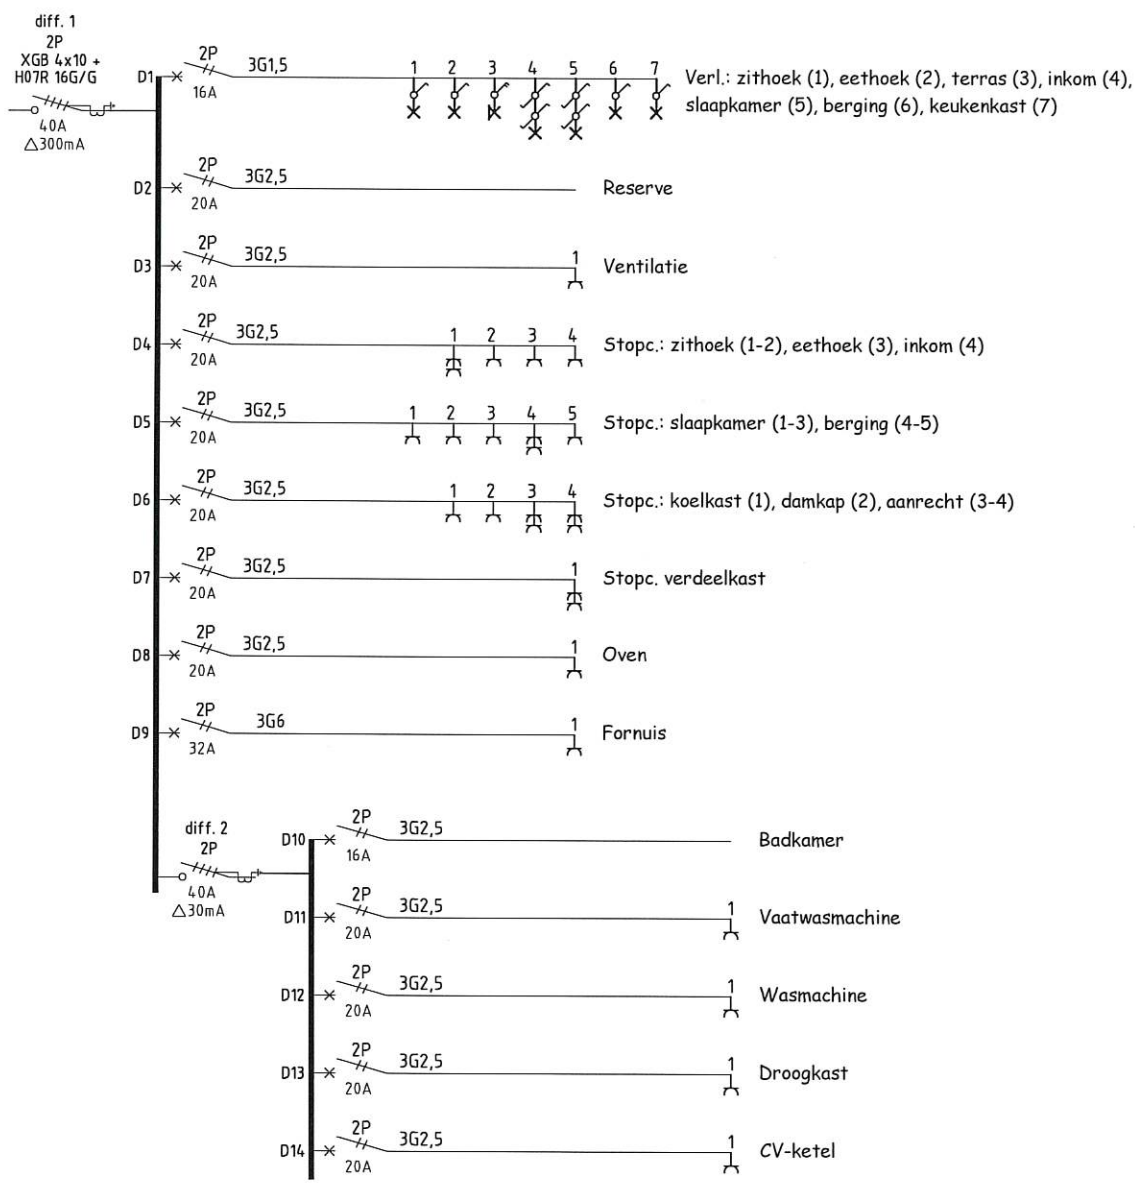 diff. 1
2P
XGB 4x10 +
H07R 16G/G
40A
△300mA
D1 2P 3G1,5 1 2 3 4 5 6 7
16A
Verl.: zithoek (1), eethoek (2), terras (3), inkom (4),
slaapkamer (5), berging (6), keukenkast (7)
D2 2P 3G2,5 Reserve
20A
D3 2P 3G2,5 1 Ventilatie
20A
D4 2P 3G2,5 1 2 3 4 Stopc.: zithoek (1-2), eethoek (3), inkom (4)
20A
D5 2P 3G2,5 1 2 3 4 5 Stopc.: slaapkamer (1-3), berging (4-5)
20A
D6 2P 3G2,5 1 2 3 4 Stopc.: koelkast (1), damkap (2), aanrecht (3-4)
20A
D7 2P 3G2,5 1 Stopc. verdeelkast
20A
D8 2P 3G2,5 1 Oven
20A
D9 2P 3G6 1 Fornuis
32A
diff. 2
2P
40A
△30mA
D10 2P 3G2,5 Badkamer
16A
D11 2P 3G2,5 1 Vaatwasmachine
20A
D12 2P 3G2,5 1 Wasmachine
20A
D13 2P 3G2,5 1 Droogkast
20A
D14 2P 3G2,5 1 CV-ketel
20A